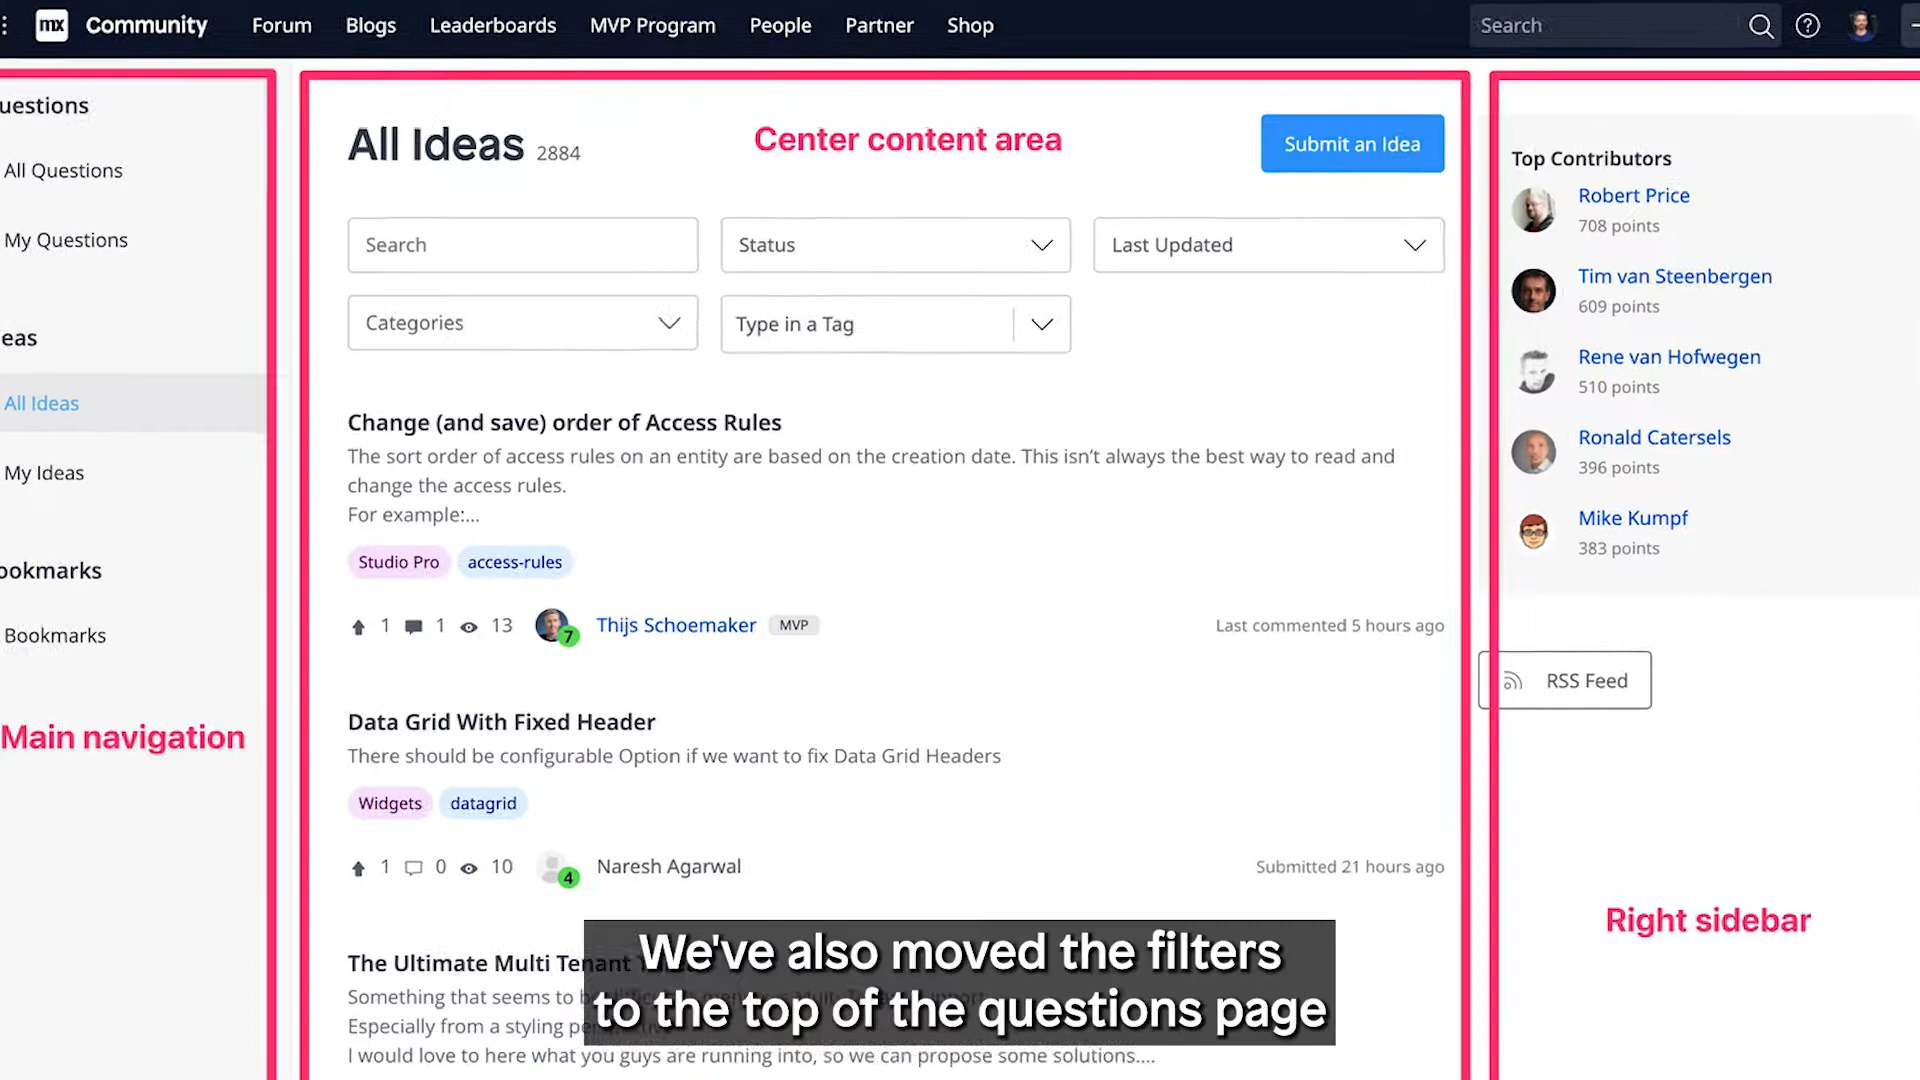 mx Community Forum Blogs Leaderboards MVP Program People Partner Shop Search
uestions
All Questions
My Questions
eas
All Ideas
My Ideas
ookmarks
Bookmarks
Main navigation
All Ideas 2884
Center content area
Submit an Idea
Search
Status
Last Updated
Categories
Type in a Tag
Change (and save) order of Access Rules
The sort order of access rules on an entity are based on the creation date. This isn't always the best way to read and
change the access rules.
For example:...
Studio Pro access-rules
1 1 13 7 Thijs Schoemaker MVP Last commented 5 hours ago
Data Grid With Fixed Header
There should be configurable Option if we want to fix Data Grid Headers
Widgets datagrid
1 0 10 4 Naresh Agarwal Submitted 21 hours ago
The Ultimate Multi Tenant
Something that seems to be
Especially from a styling
I would love to here what you guys are running into, so we can propose some solutions....
We've also moved the filters
to the top of the questions page
Top Contributors
Robert Price
708 points
Tim van Steenbergen
609 points
Rene van Hofwegen
510 points
Ronald Catersels
396 points
Mike Kumpf
383 points
RSS Feed
Right sidebar